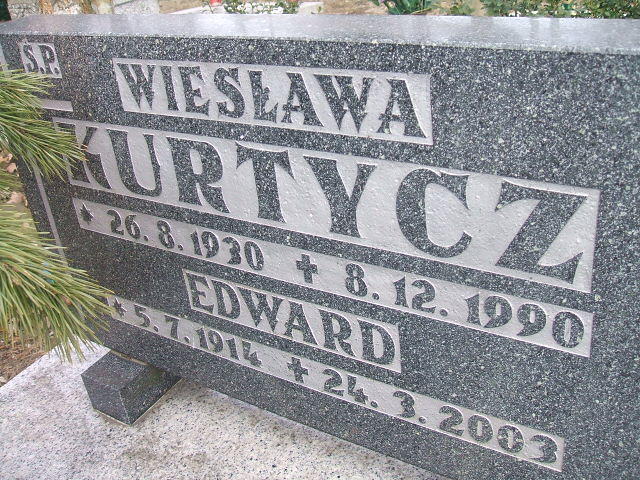 Ś.P.
WIESŁAWA
KURTYCZ
* 26. 8. 1930 ✝ 8. 12. 1990
EDWARD
* 5. 7. 1914 ✝ 24. 3. 2003